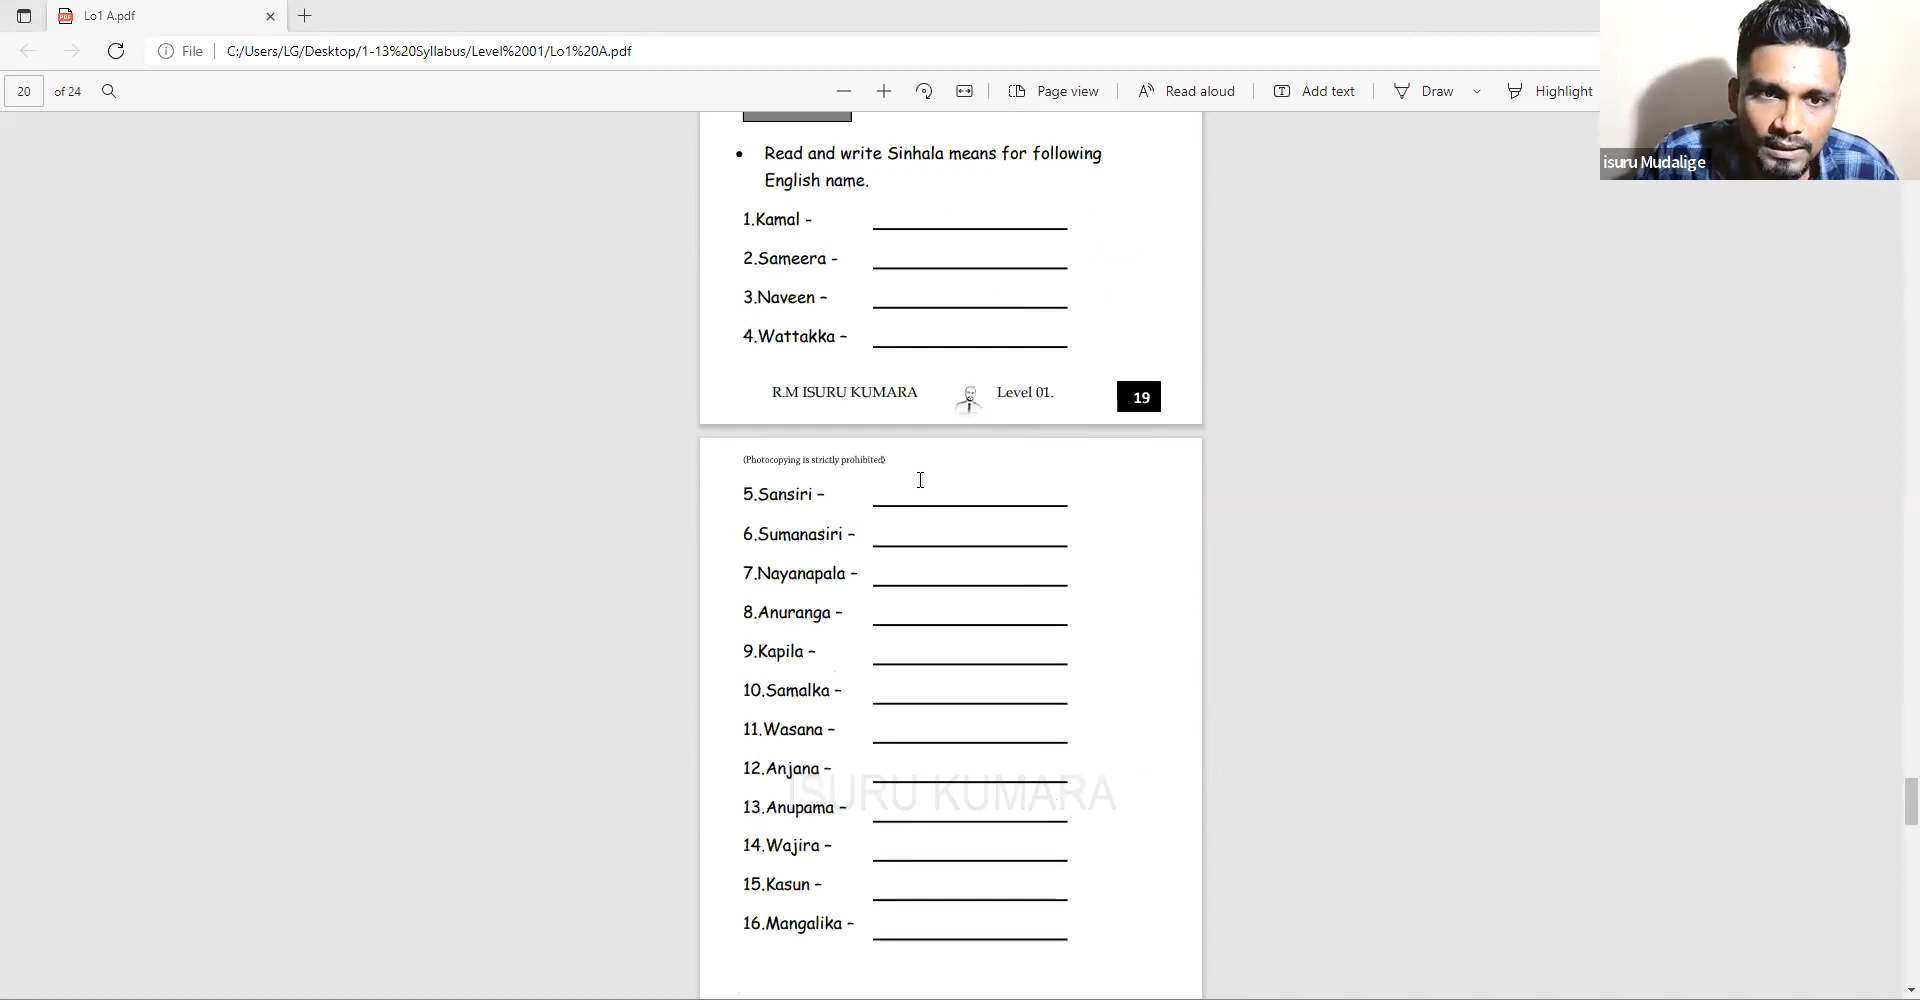 Lo1 A.pdf
File
C:/Users/LG/Desktop/1-13%20Syllabus/Level%2001/Lo1%20A.pdf
20 of 24
Page view
Read aloud
Add text
Draw
Highlight
isuru Mudalige
• Read and write Sinhala means for following
English name.
1.Kamal -
2.Sameera -
3.Naveen –
4.Wattakka –
R.M ISURU KUMARA Level 01. 19
(Photocopying is strictly prohibited)
5.Sansiri –
6.Sumanasiri –
7.Nayanapala –
8.Anuranga –
9.Kapila –
10.Samalka –
11.Wasana –
12.Anjana –
ISURU KUMARA
13.Anupama –
14.Wajira –
15.Kasun –
16.Mangalika –